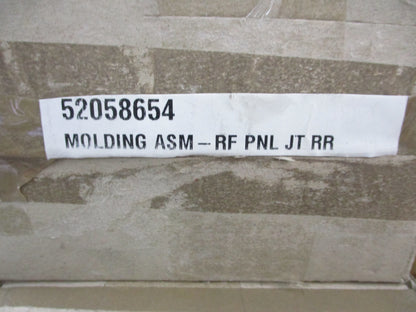 52058654
MOLDING ASM - RF PNL JT RR